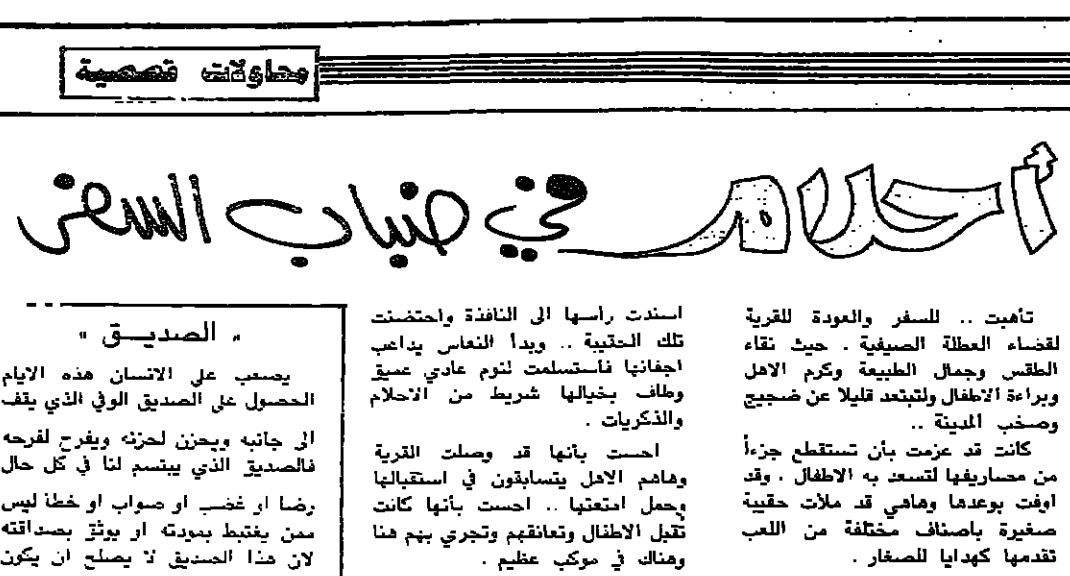 محاولات قصصية
أحلام في ضباب السفر
تأهبت .. للسفر والعودة للقرية
لقضاء العطلة الصيفية . حيث نقاء
الطقس وجمال الطبيعة وكرم الاهل
وبراءة الاطفال ولتبتعد قليلا عن ضجيج
وصخب المدينة ..
كانت قد عزمت بأن تستقطع جزءاً
من مصاريفها لتسعد به الاطفال . وقد
اوفت بوعدها وهاهي قد ملأت حقيبة
صغيرة باصناف مختلفة من اللعب
تقدمها كهدايا للصغار .
اسندت رأسها الى النافذة واحتضنت
تلك الحقيبة .. وبدأ النعاس يداعب
اجفانها فأستسلمت لنوم عادي عميق
وطاف بخيالها شريط من الاحلام
والذكريات .
احست بأنها قد وصلت القرية
وهاهم الاهل يتسابقون في استقبالها
وحمل امتعتها .. احست بأنها كانت
تقبل الاطفال وتعانقهم وتجري بهم هنا
وهناك في موكب عظيم .
" الصديــق "
يصعب على الانسان هذه الايام
الحصول على الصديق الوفي الذي يقف
الى جانبه ويحزن لحزنه ويفرح لفرحه
فالصديق الذي يبتسم لنا في كل حال
رضا او غضب او صواب او خطا ليس
ممن يغتبط بمودته او يوثق بصداقته
لان هذا الصديق لا يصلح ان يكون